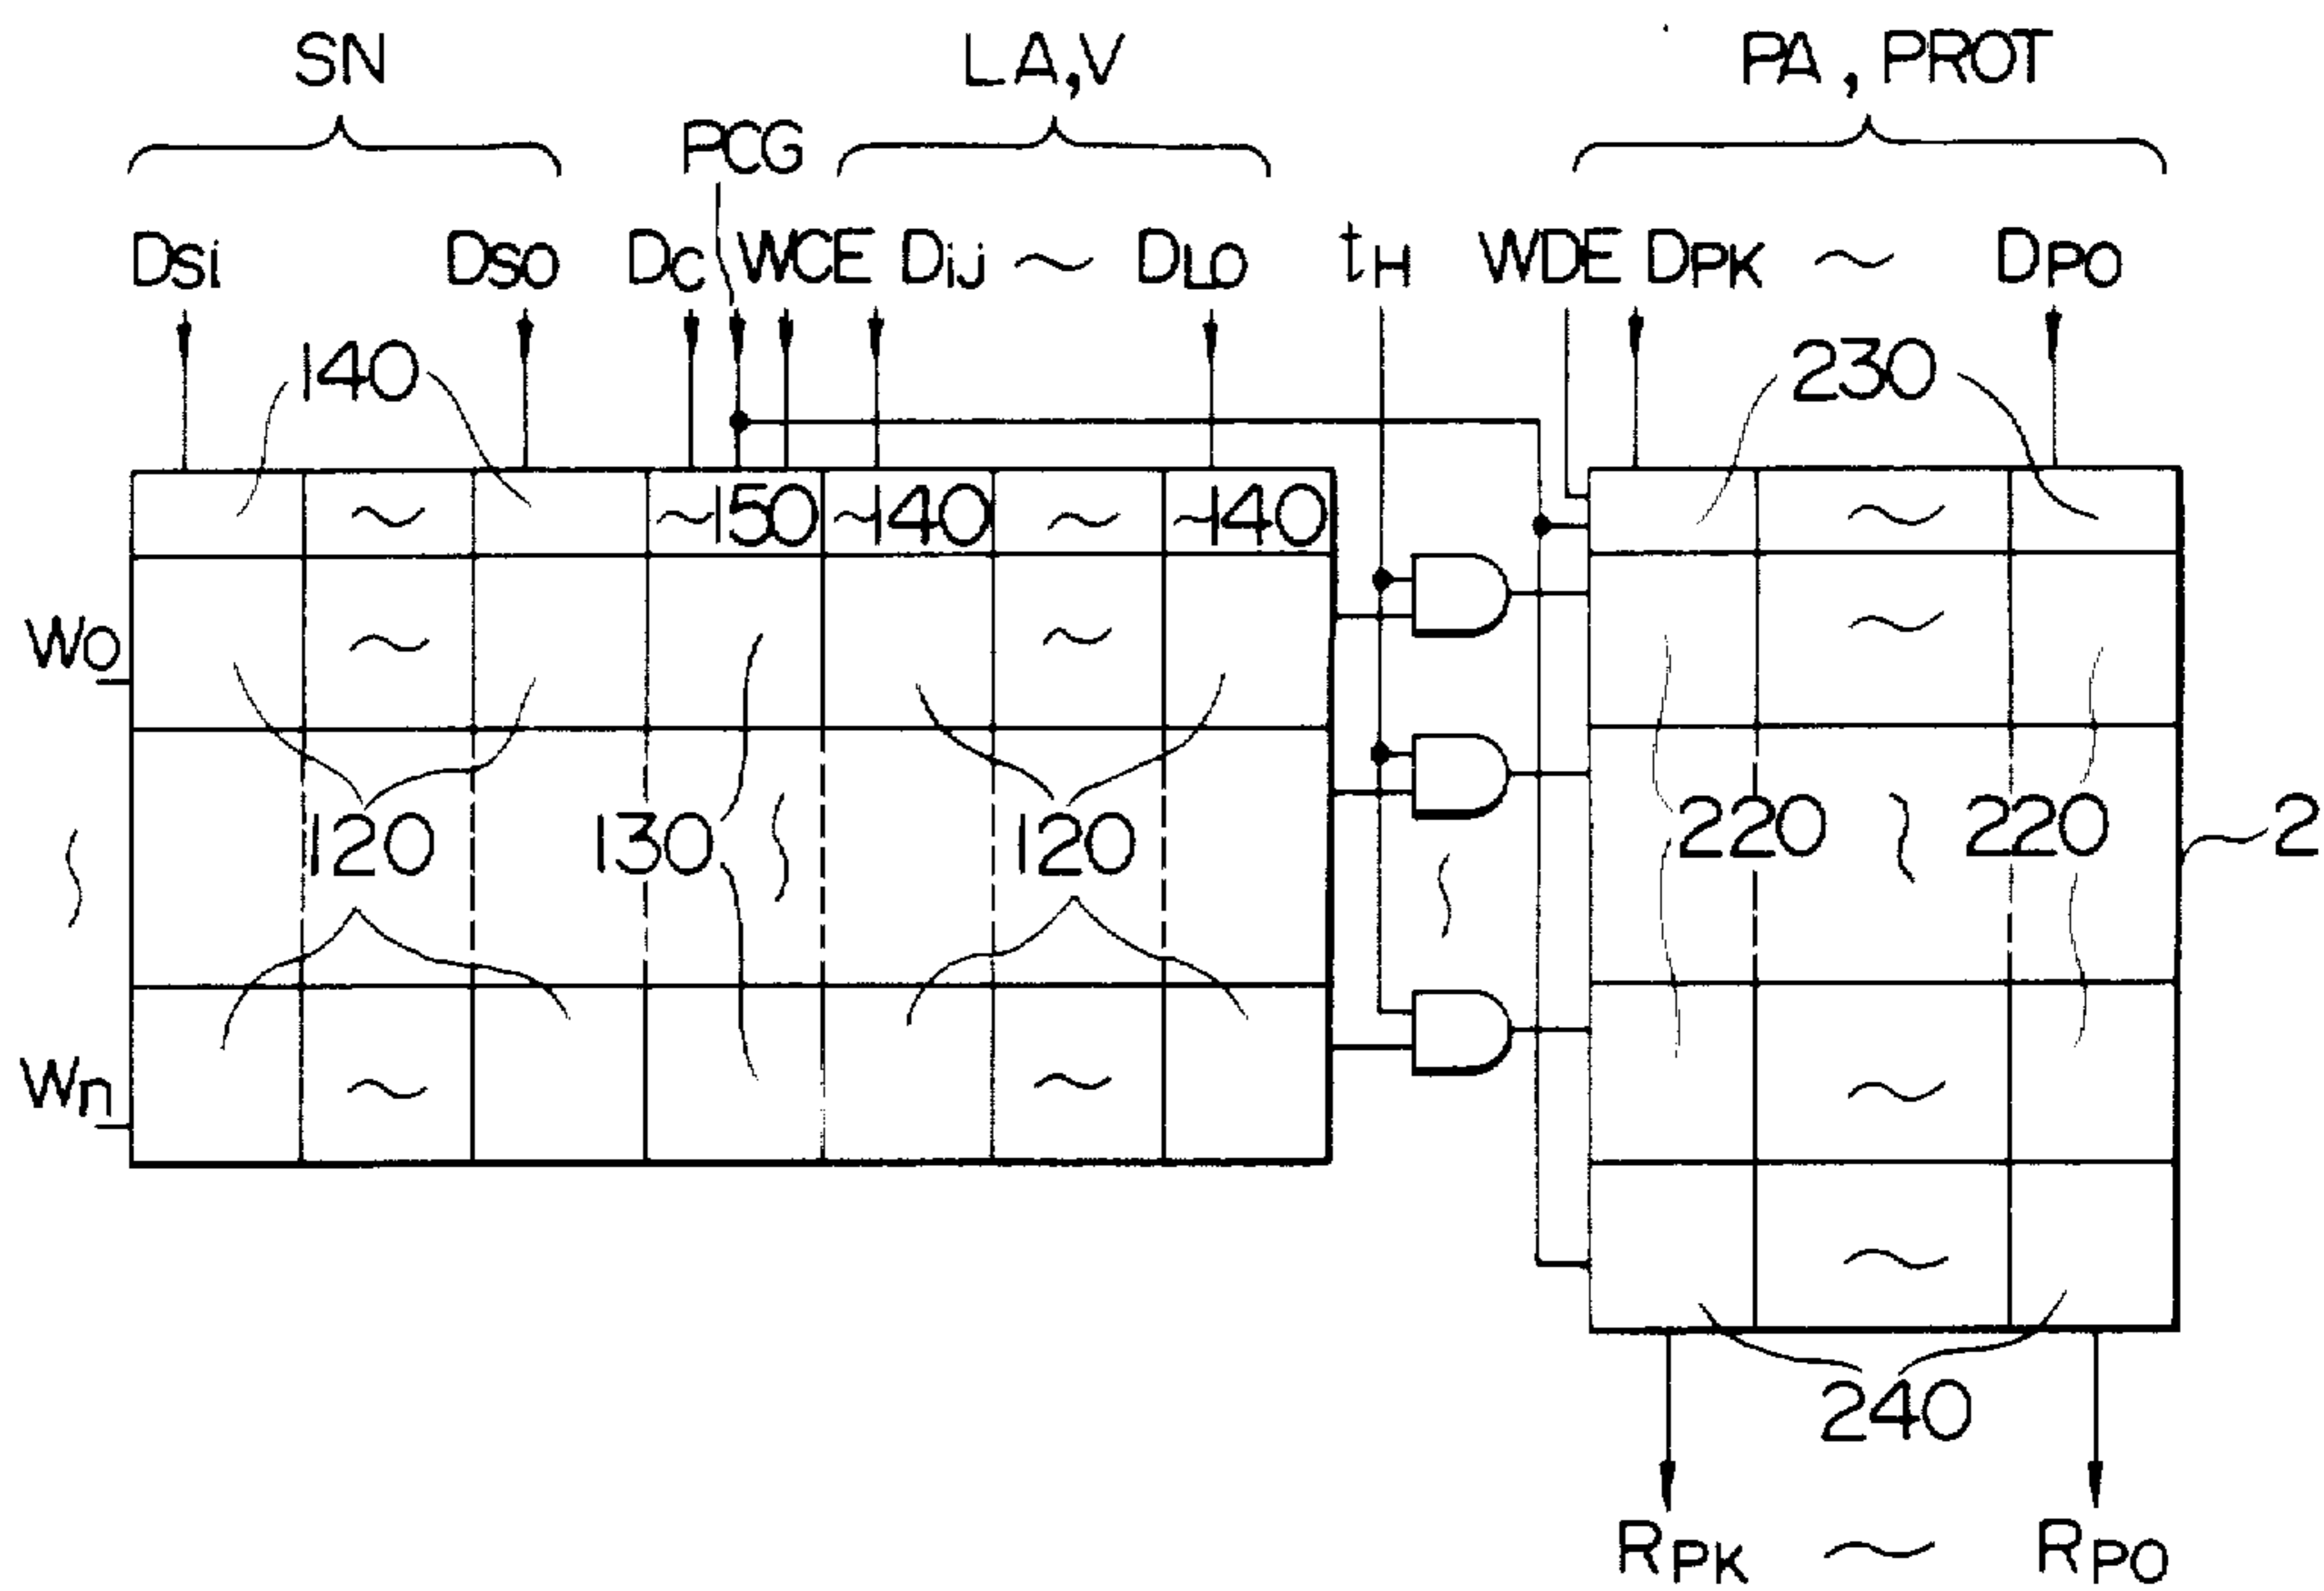 SN LA,V PA, PROT
PCG
DSi DSO DC WCE Dij ~ DLO tH WDE DPK ~ DPO
140 230
~ ~150 ~140 ~ ~140 ~
WO ~ ~ ~
120 130 120 220 220 2
Wn ~ ~ ~
~
240
RPK ~ RPO